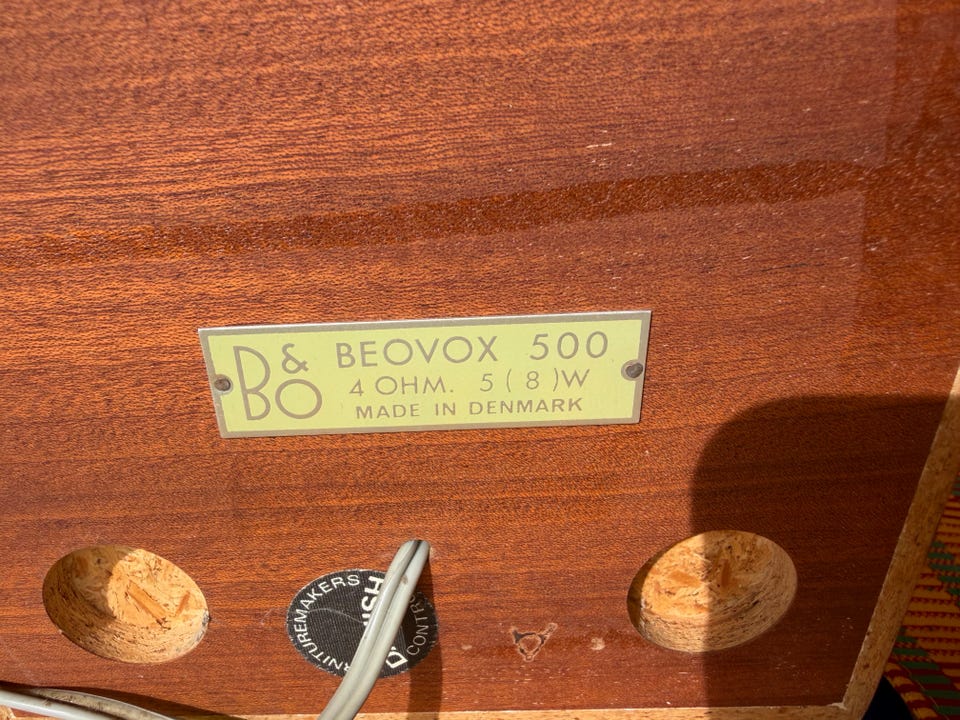 B&O
BEOVOX 500
4 OHM. 5 ( 8 )W
MADE IN DENMARK